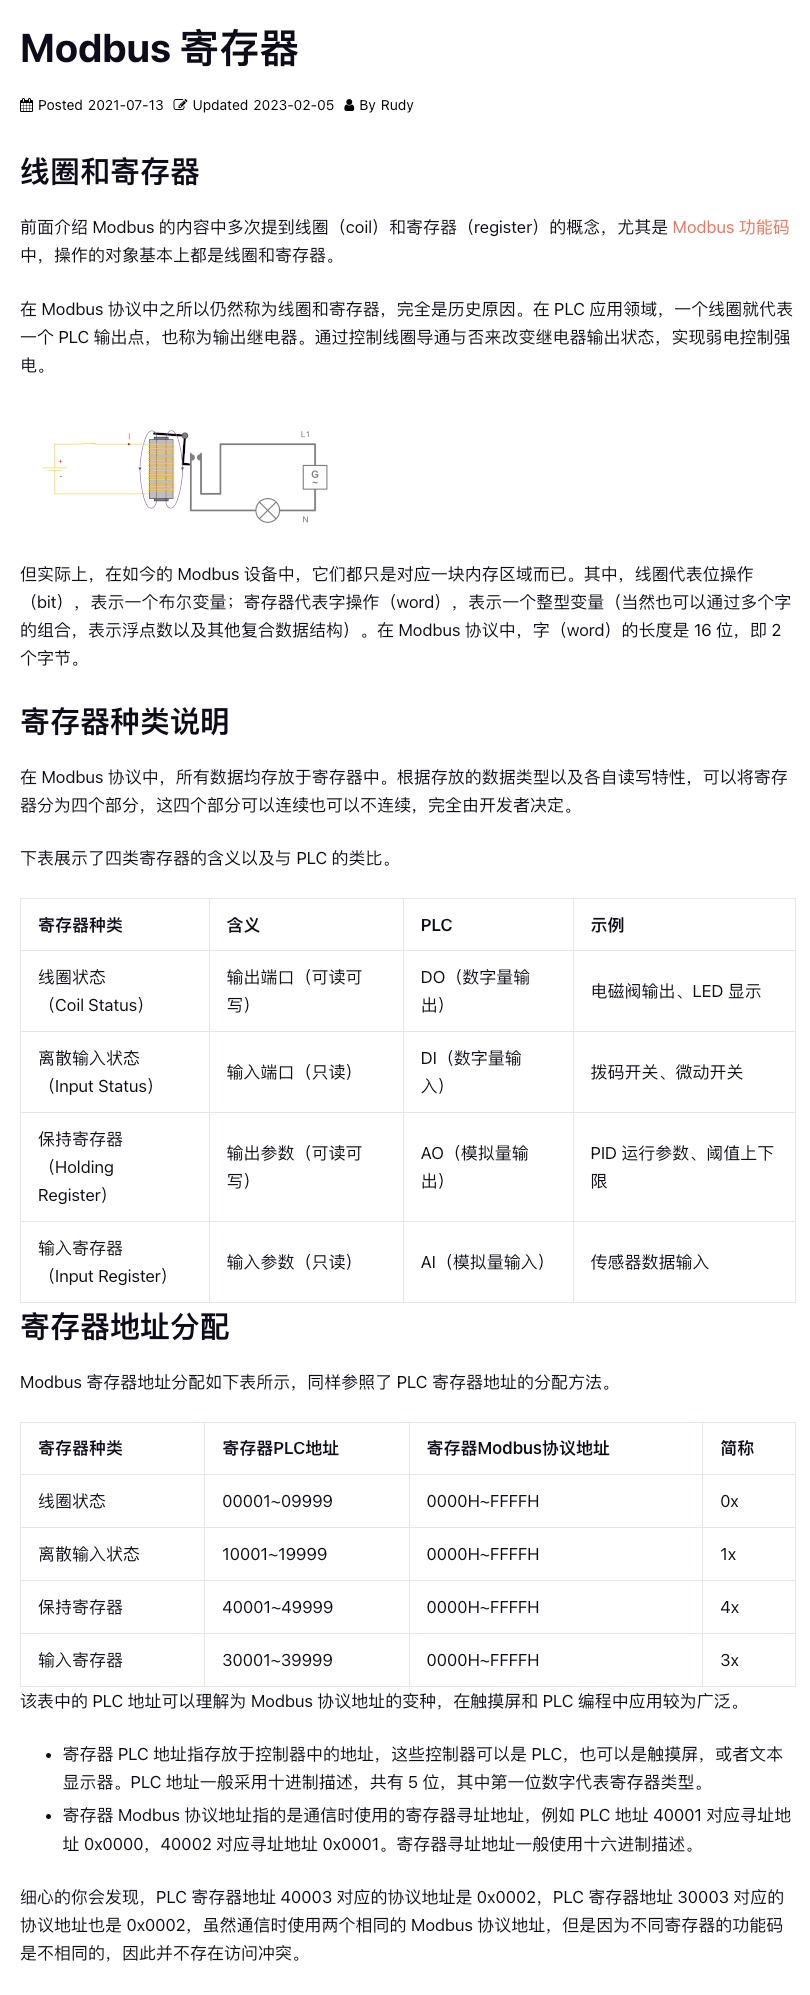 Modbus 寄存器
Posted 2021-07-13 Updated 2023-02-05 By Rudy
线圈和寄存器
前面介绍 Modbus 的内容中多次提到线圈（coil）和寄存器（register）的概念，尤其是 Modbus 功能码
中，操作的对象基本上都是线圈和寄存器。
在 Modbus 协议中之所以仍然称为线圈和寄存器，完全是历史原因。在 PLC 应用领域，一个线圈就代表
一个 PLC 输出点，也称为输出继电器。通过控制线圈导通与否来改变继电器输出状态，实现弱电控制强
电。
I
L1
+
-
G
~
N
但实际上，在如今的 Modbus 设备中，它们都只是对应一块内存区域而已。其中，线圈代表位操作
（bit），表示一个布尔变量；寄存器代表字操作（word），表示一个整型变量（当然也可以通过多个字
的组合，表示浮点数以及其他复合数据结构）。在 Modbus 协议中，字（word）的长度是 16 位，即 2
个字节。
寄存器种类说明
在 Modbus 协议中，所有数据均存放于寄存器中。根据存放的数据类型以及各自读写特性，可以将寄存
器分为四个部分，这四个部分可以连续也可以不连续，完全由开发者决定。
下表展示了四类寄存器的含义以及与 PLC 的类比。
寄存器种类 含义 PLC 示例
线圈状态
（Coil Status）
输出端口（可读可
写）
DO（数字量输
出）
电磁阀输出、LED 显示
离散输入状态
（Input Status）
输入端口（只读）
DI（数字量输
入）
拨码开关、微动开关
保持寄存器
（Holding
Register）
输出参数（可读可
写）
AO（模拟量输
出）
PID 运行参数、阈值上下
限
输入寄存器
（Input Register）
输入参数（只读）
AI（模拟量输入）
传感器数据输入
寄存器地址分配
Modbus 寄存器地址分配如下表所示，同样参照了 PLC 寄存器地址的分配方法。
寄存器种类 寄存器PLC地址 寄存器Modbus协议地址 简称
线圈状态 00001~09999 0000H~FFFFH 0x
离散输入状态 10001~19999 0000H~FFFFH 1x
保持寄存器 40001~49999 0000H~FFFFH 4x
输入寄存器 30001~39999 0000H~FFFFH 3x
该表中的 PLC 地址可以理解为 Modbus 协议地址的变种，在触摸屏和 PLC 编程中应用较为广泛。
• 寄存器 PLC 地址指存放于控制器中的地址，这些控制器可以是 PLC，也可以是触摸屏，或者文本
显示器。PLC 地址一般采用十进制描述，共有 5 位，其中第一位数字代表寄存器类型。
• 寄存器 Modbus 协议地址指的是通信时使用的寄存器寻址地址，例如 PLC 地址 40001 对应寻址地
址 0x0000，40002 对应寻址地址 0x0001。寄存器寻址地址一般使用十六进制描述。
细心的你会发现，PLC 寄存器地址 40003 对应的协议地址是 0x0002，PLC 寄存器地址 30003 对应的
协议地址也是 0x0002，虽然通信时使用两个相同的 Modbus 协议地址，但是因为不同寄存器的功能码
是不相同的，因此并不存在访问冲突。